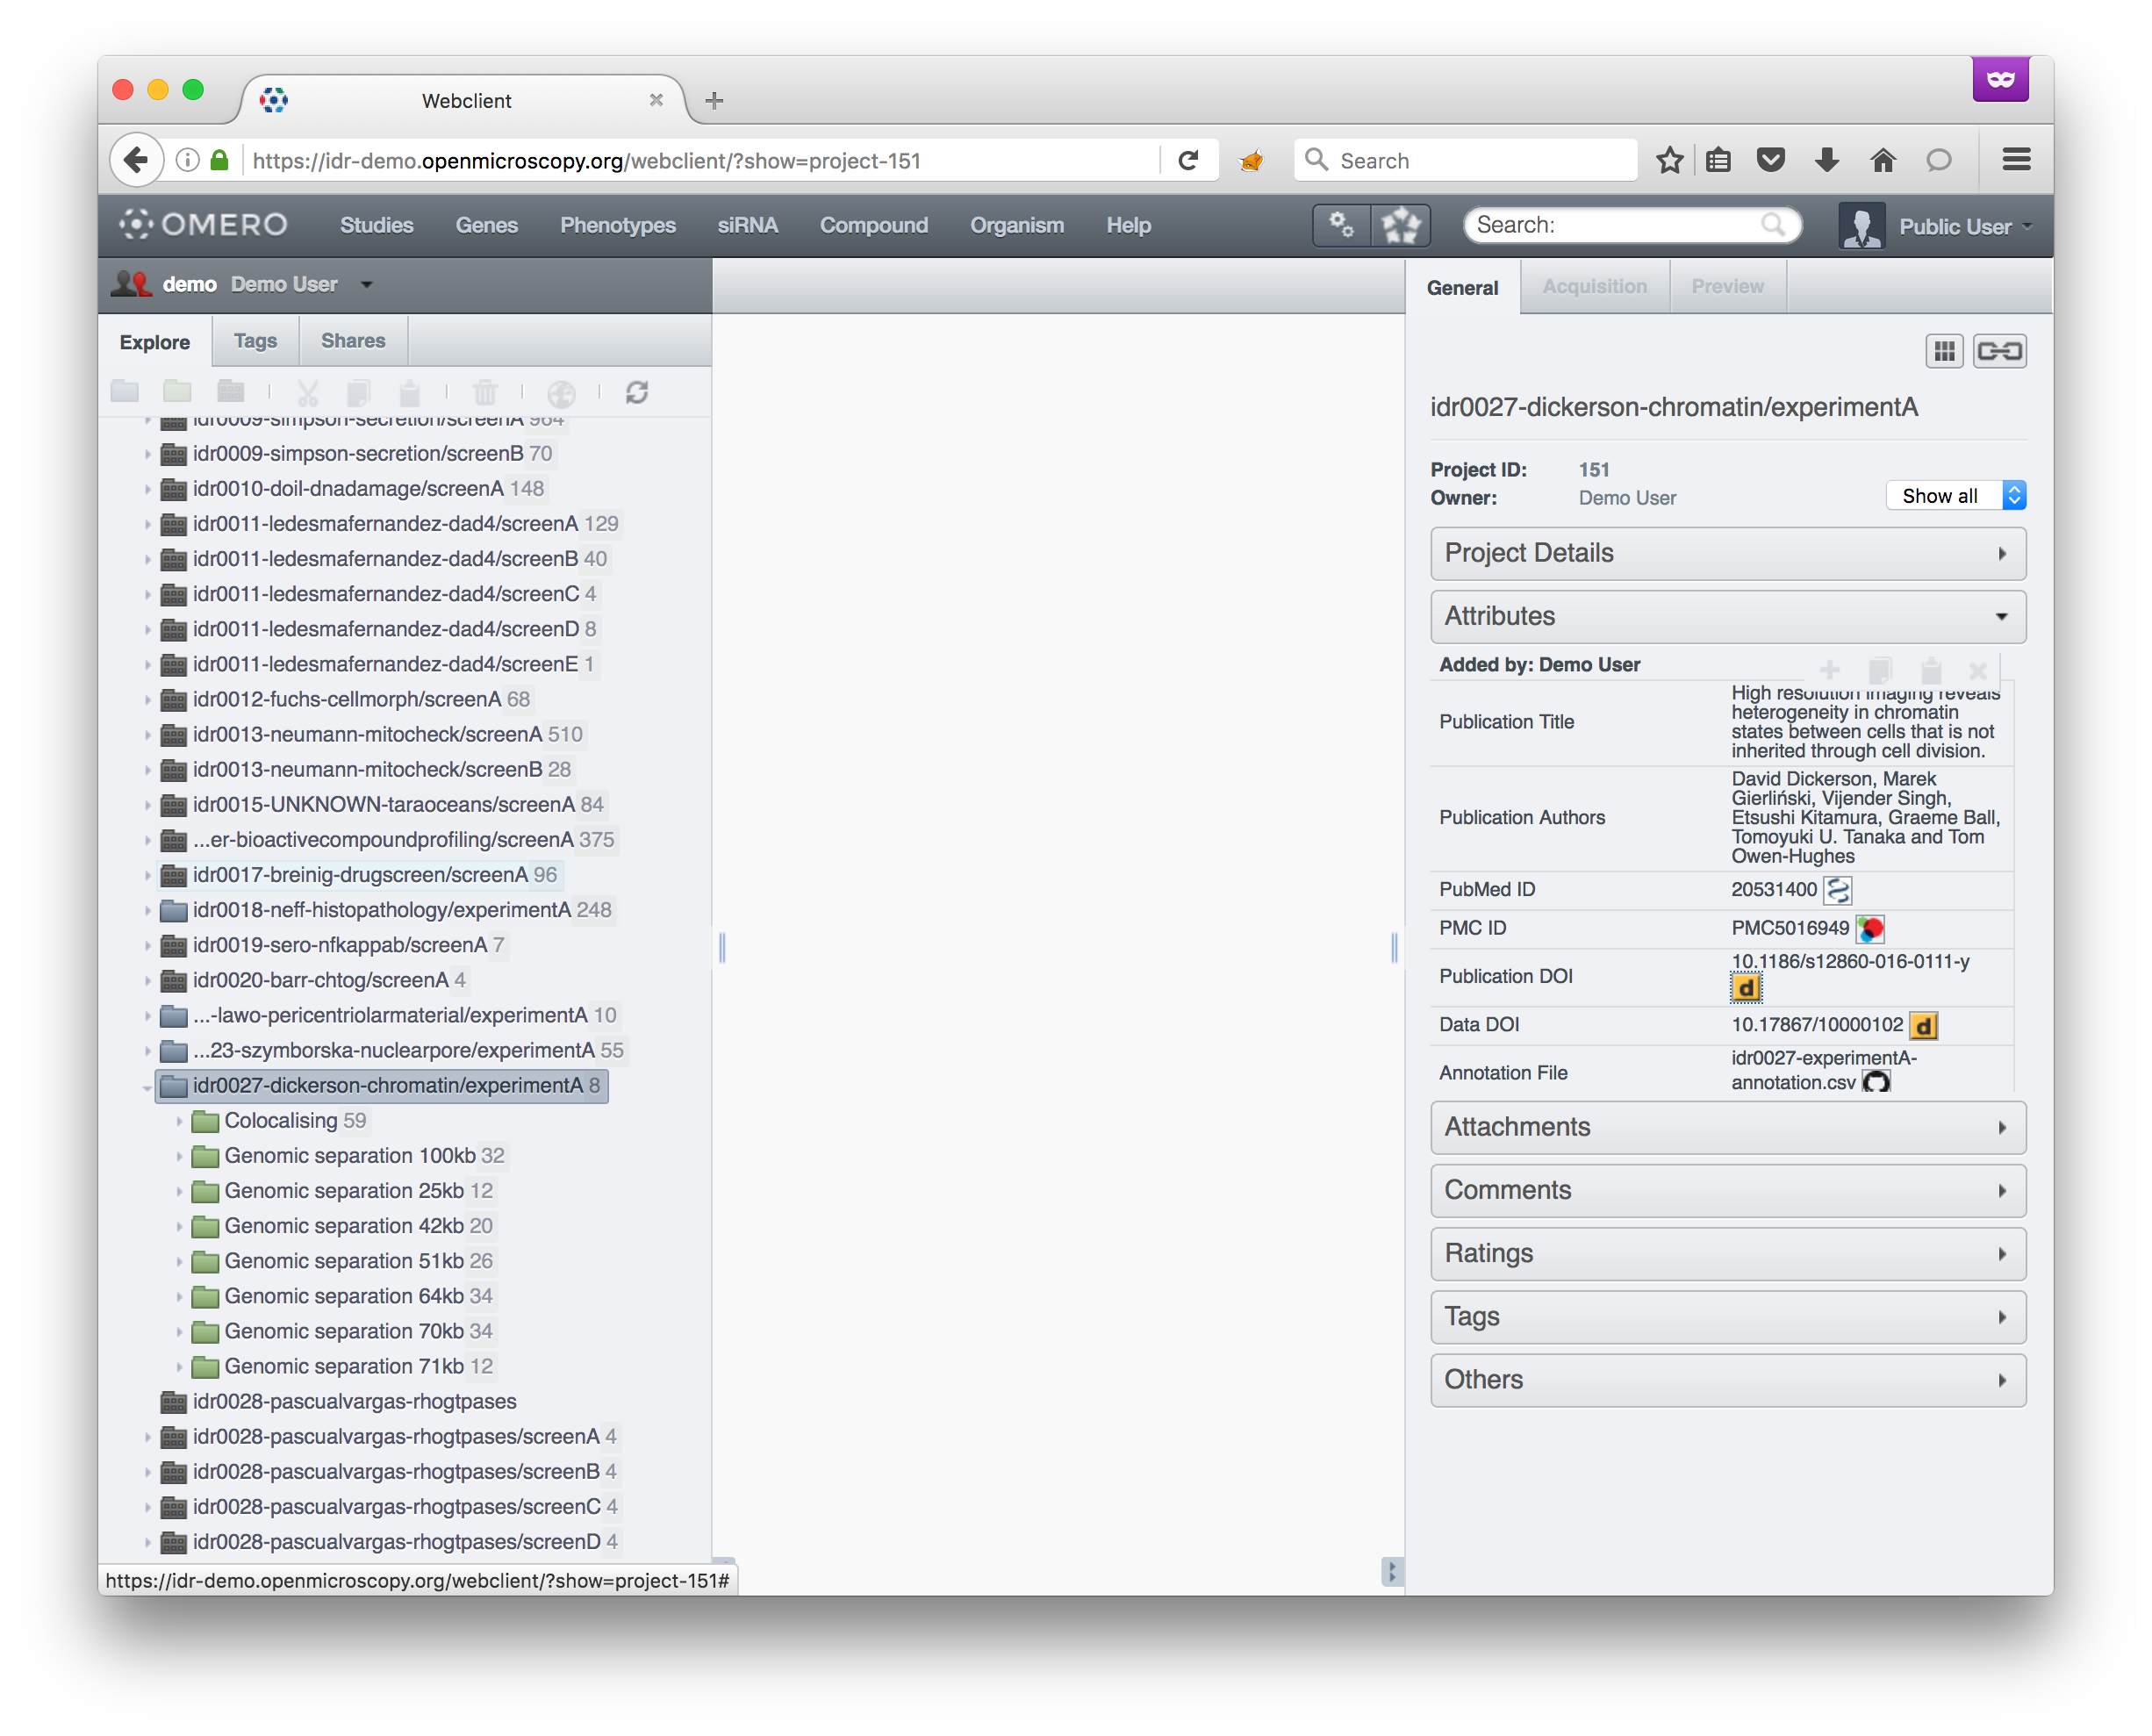 Webclient
https://idr-demo.openmicroscopy.org/webclient/?show=project-151
Search
OMERO Studies Genes Phenotypes siRNA Compound Organism Help Search: Public User
demo Demo User
General Acquisition Preview
Explore Tags Shares
idr0009-simpson-secretion/screenA 964
idr0009-simpson-secretion/screenB 70
idr0010-doil-dnadamage/screenA 148
idr0011-ledesmafernandez-dad4/screenA 129
idr0011-ledesmafernandez-dad4/screenB 40
idr0011-ledesmafernandez-dad4/screenC 4
idr0011-ledesmafernandez-dad4/screenD 8
idr0011-ledesmafernandez-dad4/screenE 1
idr0012-fuchs-cellmorph/screenA 68
idr0013-neumann-mitocheck/screenA 510
idr0013-neumann-mitocheck/screenB 28
idr0015-UNKNOWN-taraoceans/screenA 84
...er-bioactivecompoundprofiling/screenA 375
idr0017-breinig-drugscreen/screenA 96
idr0018-neff-histopathology/experimentA 248
idr0019-sero-nfkappab/screenA 7
idr0020-barr-chtog/screenA 4
...-lawo-pericentriolarmaterial/experimentA 10
...23-szymborska-nuclearpore/experimentA 55
idr0027-dickerson-chromatin/experimentA 8
Colocalising 59
Genomic separation 100kb 32
Genomic separation 25kb 12
Genomic separation 42kb 20
Genomic separation 51kb 26
Genomic separation 64kb 34
Genomic separation 70kb 34
Genomic separation 71kb 12
idr0028-pascualvargas-rhogtpases
idr0028-pascualvargas-rhogtpases/screenA 4
idr0028-pascualvargas-rhogtpases/screenB 4
idr0028-pascualvargas-rhogtpases/screenC 4
idr0028-pascualvargas-rhogtpases/screenD 4
https://idr-demo.openmicroscopy.org/webclient/?show=project-151#
idr0027-dickerson-chromatin/experimentA
Project ID: 151
Owner: Demo User
Show all
Project Details
Attributes
Added by: Demo User
Publication Title
High resolution imaging reveals
heterogeneity in chromatin
states between cells that is not
inherited through cell division.
Publication Authors
David Dickerson, Marek
Gierliński, Vijender Singh,
Etsushi Kitamura, Graeme Ball,
Tomoyuki U. Tanaka and Tom
Owen-Hughes
PubMed ID 20531400
PMC ID PMC5016949
Publication DOI
10.1186/s12860-016-0111-y
d
Data DOI 10.17867/10000102 d
Annotation File
idr0027-experimentA-
annotation.csv
Attachments
Comments
Ratings
Tags
Others